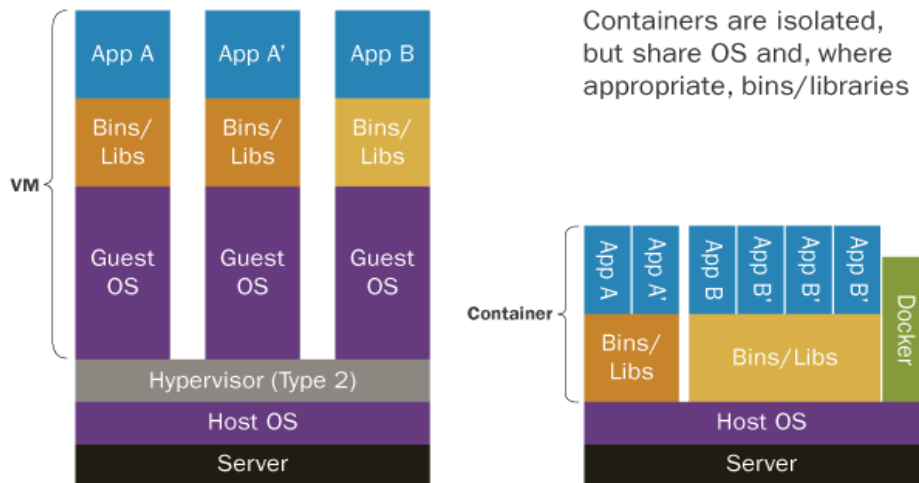 Containers are isolated,
but share OS and, where
appropriate, bins/libraries
VM
App A
App A'
App B
Bins/
Libs
Bins/
Libs
Bins/
Libs
Guest
OS
Guest
OS
Guest
OS
Hypervisor (Type 2)
Host OS
Server
Container
App A
App A'
App B
App B'
App B'
App B'
Bins/
Libs
Bins/Libs
Docker
Host OS
Server